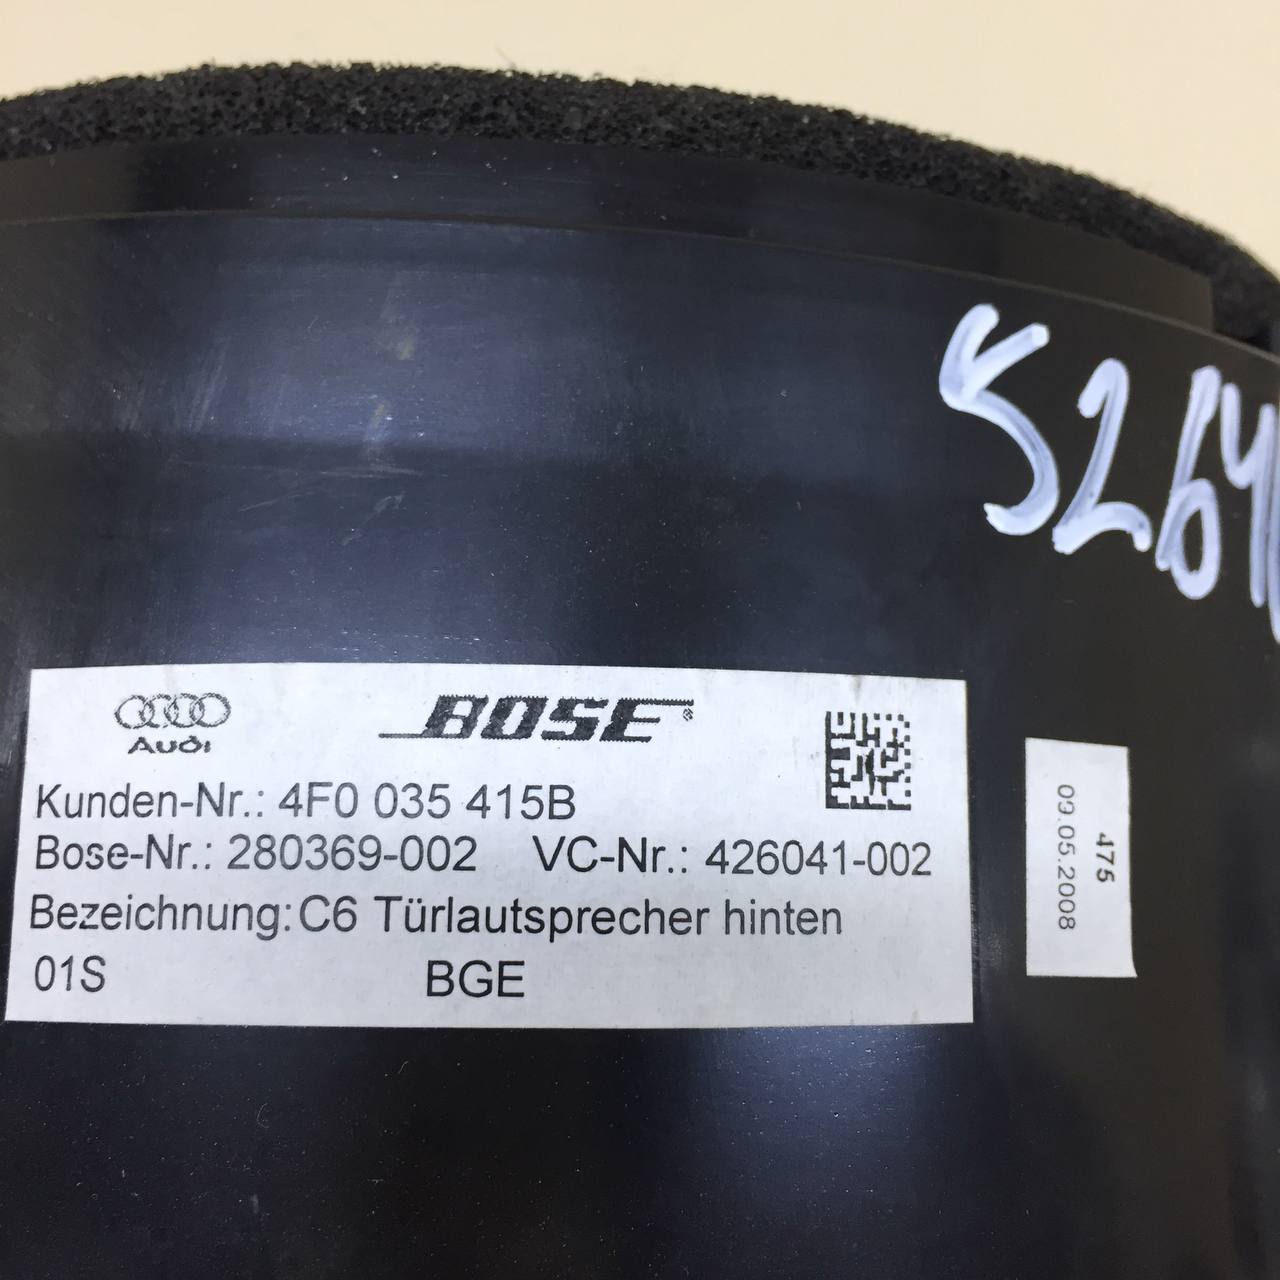 5264
Audi
BOSE®
Kunden-Nr.: 4F0 035 415B
Bose-Nr.: 280369-002 VC-Nr.: 426041-002
Bezeichnung: C6 Türlautsprecher hinten
01S BGE
475
09.05.2008